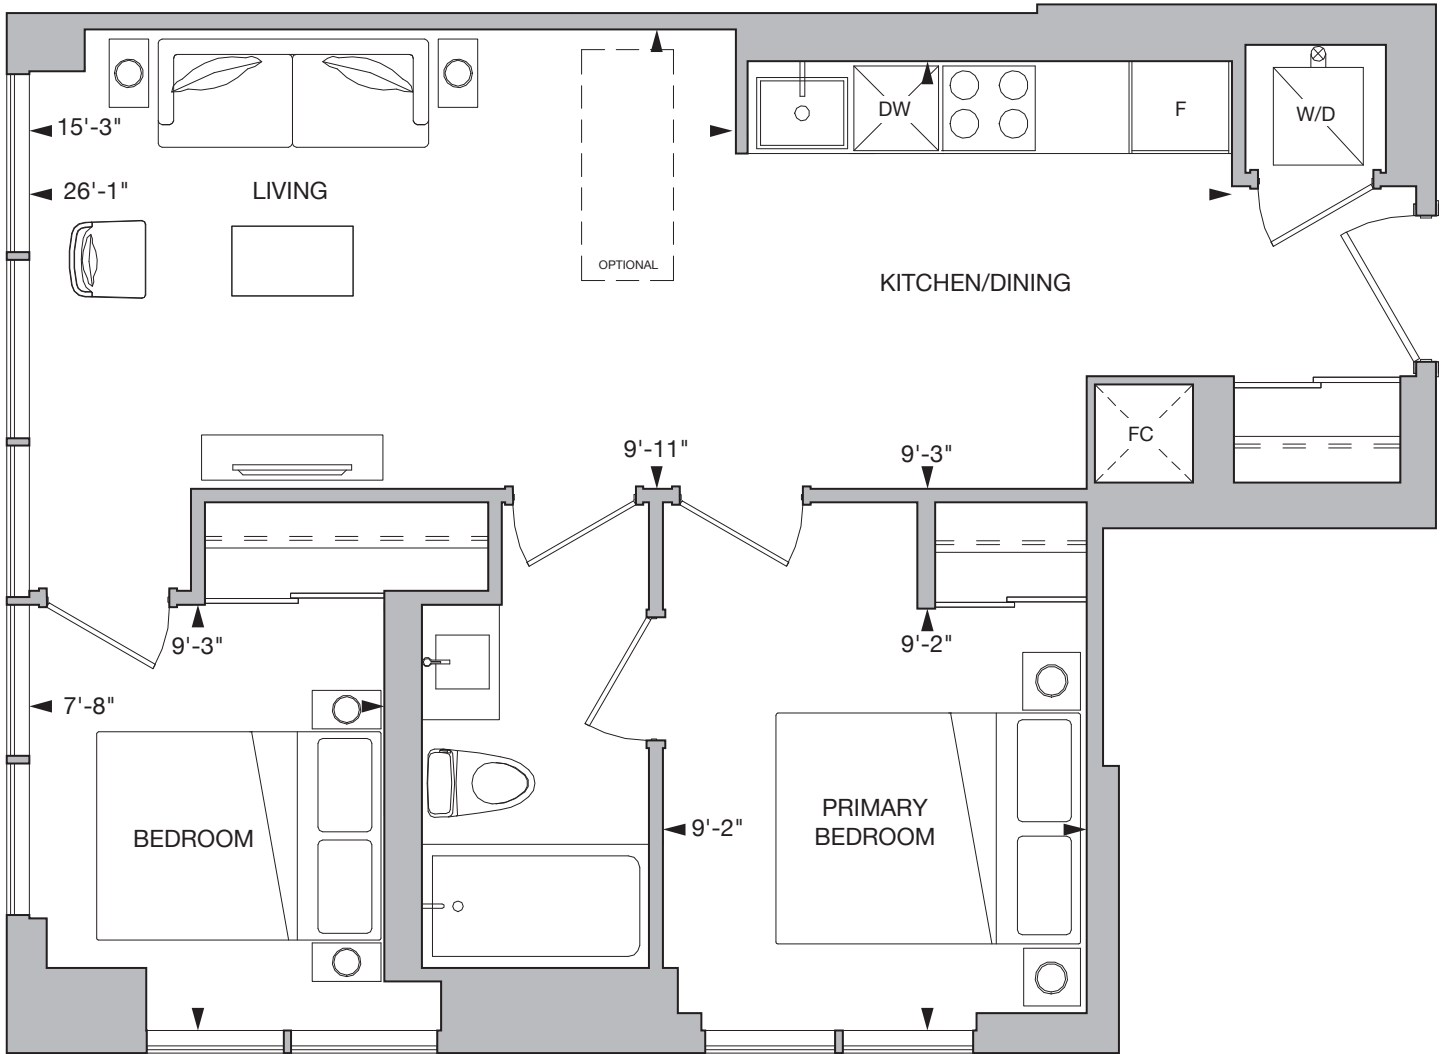 DW
F
W/D
15'-3"
26'-1"
LIVING
OPTIONAL
KITCHEN/DINING
FC
9'-11"
9'-3"
9'-3"
9'-2"
7'-8"
PRIMARY
BEDROOM
9'-2"
BEDROOM